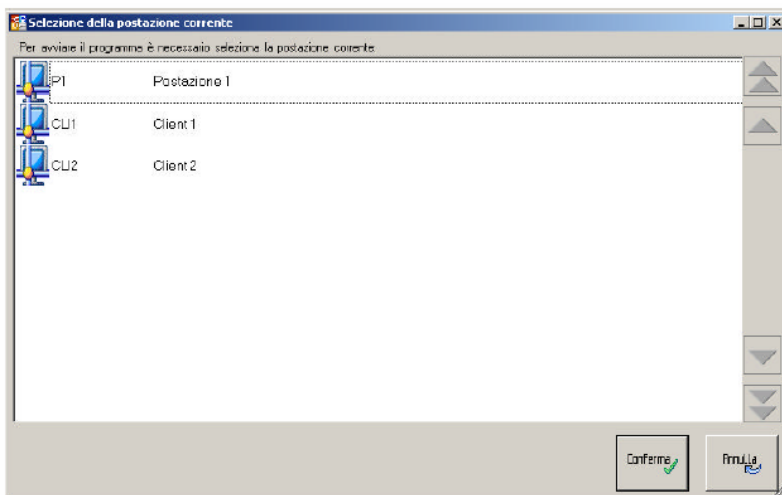 Selezione della postazione corrente
Per avviare il programma è necessario seleziona la postazione corrente
P1 Postazione 1
CLI1 Client 1
CLI2 Client 2
Conferma Annulla